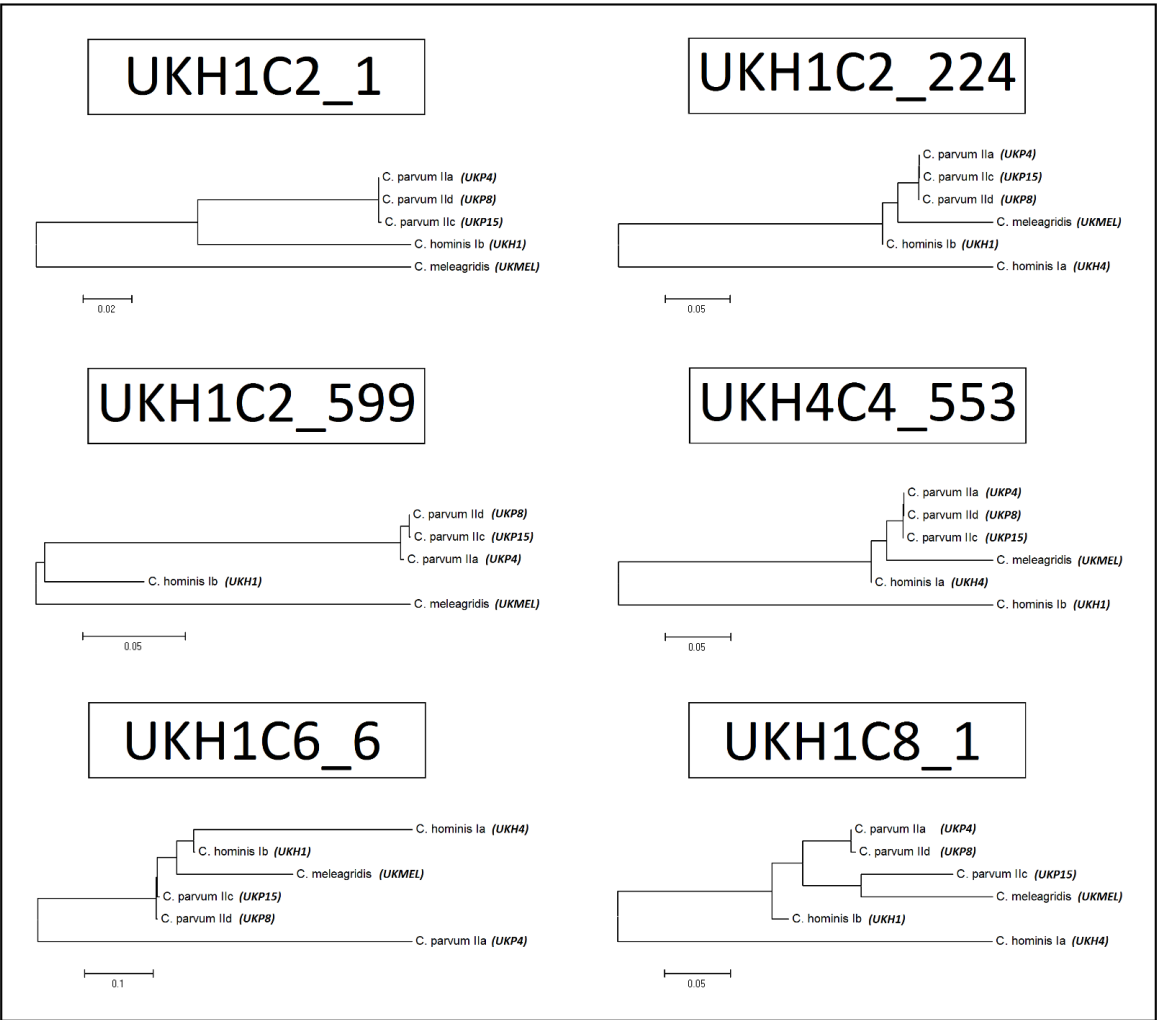 UKH1C2_1
C. parvum IIa (UKP4)
C. parvum IId (UKP8)
C. parvum IIc (UKP15)
C. hominis Ib (UKH1)
C. meleagridis (UKMEL)
0.02
UKH1C2_224
C. parvum IIa (UKP4)
C. parvum IIc (UKP15)
C. parvum IId (UKP8)
C. meleagridis (UKMEL)
C. hominis Ib (UKH1)
C. hominis Ia (UKH4)
0.05
UKH1C2_599
C. parvum IId (UKP8)
C. parvum IIc (UKP15)
C. parvum IIa (UKP4)
C. hominis Ib (UKH1)
C. meleagridis (UKMEL)
0.05
UKH4C4_553
C. parvum IIa (UKP4)
C. parvum IId (UKP8)
C. parvum IIc (UKP15)
C. meleagridis (UKMEL)
C. hominis Ia (UKH4)
C. hominis Ib (UKH1)
0.05
UKH1C6_6
C. hominis Ia (UKH4)
C. hominis Ib (UKH1)
C. meleagridis (UKMEL)
C. parvum IIc (UKP15)
C. parvum IId (UKP8)
C. parvum IIa (UKP4)
0.1
UKH1C8_1
C. parvum IIa (UKP4)
C. parvum IId (UKP8)
C. parvum IIc (UKP15)
C. meleagridis (UKMEL)
C. hominis Ib (UKH1)
C. hominis Ia (UKH4)
0.05